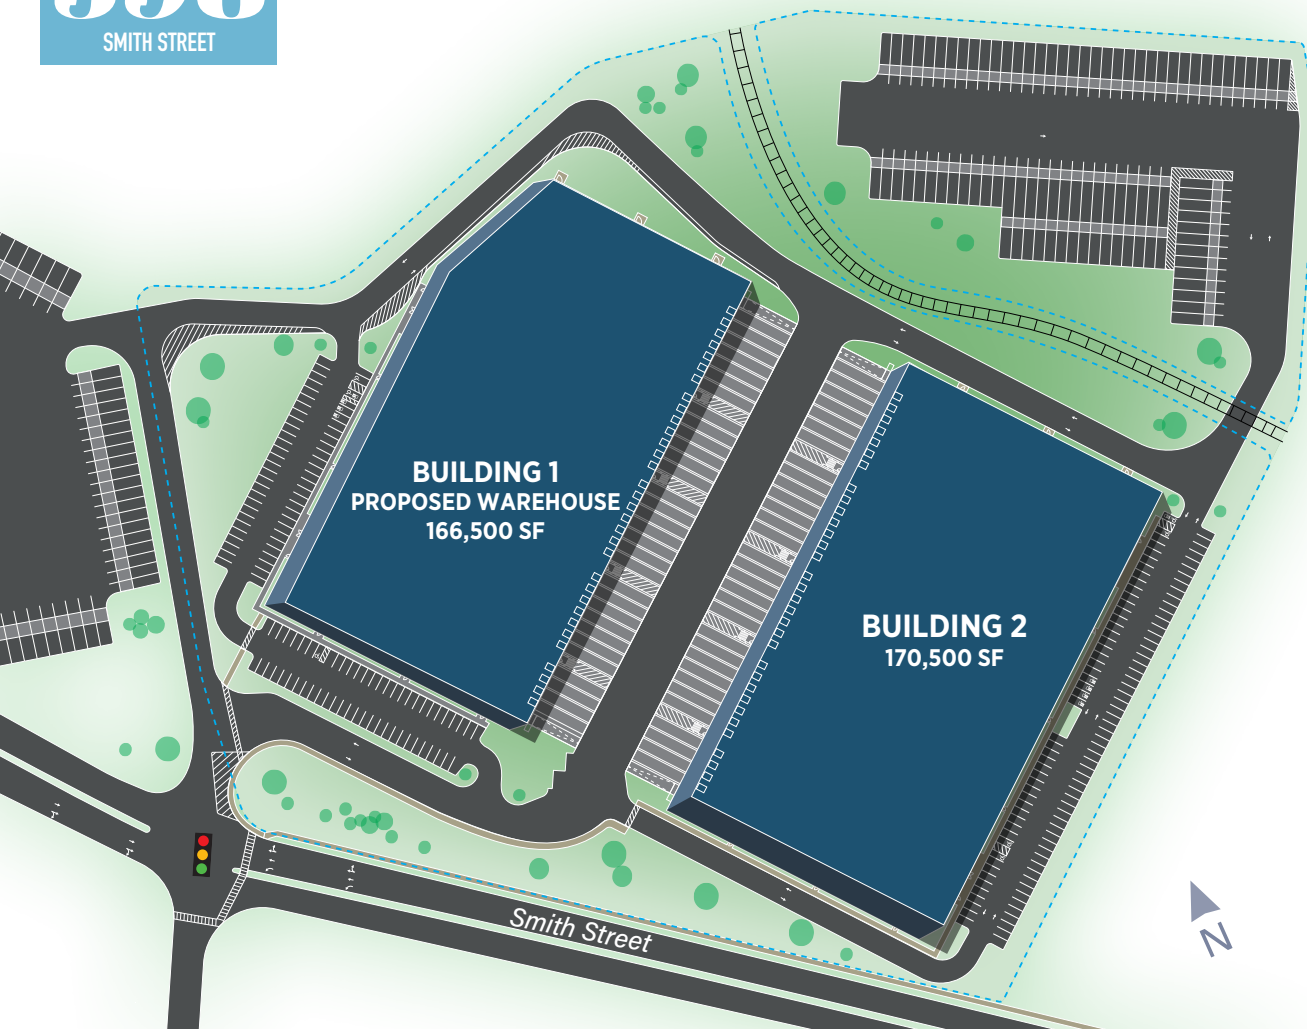 SMITH STREET
BUILDING 1
PROPOSED WAREHOUSE
166,500 SF
BUILDING 2
170,500 SF
Smith Street
N